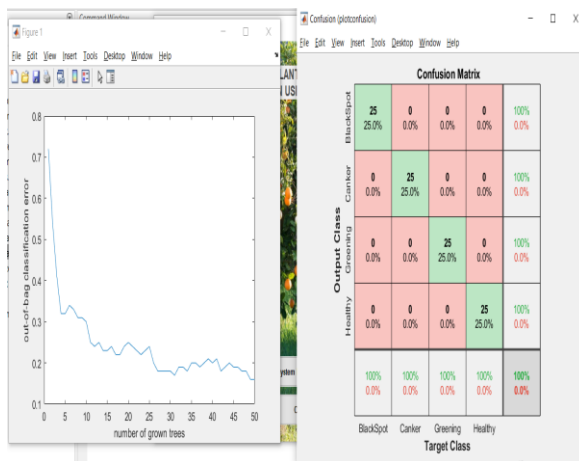 Command Window
Figure 1
File Edit View Insert Tools Desktop Window Help
0.8
0.7
0.6
0.5
0.4
0.3
0.2
0.1
out-of-bag classification error
0 5 10 15 20 25 30 35 40 45 50
number of grown trees
LANT
N US
ystem
Confusion (plotconfusion)
File Edit View Insert Tools Desktop Window Help
Confusion Matrix
Output Class
BlackSpot
25 0 0 0 100%
25.0% 0.0% 0.0% 0.0% 0.0%
Canker
0 25 0 0 100%
0.0% 25.0% 0.0% 0.0% 0.0%
Greening
0 0 25 0 100%
0.0% 0.0% 25.0% 0.0% 0.0%
Healthy
0 0 0 25 100%
0.0% 0.0% 0.0% 25.0% 0.0%
100% 100% 100% 100% 100%
0.0% 0.0% 0.0% 0.0% 0.0%
BlackSpot Canker Greening Healthy
Target Class